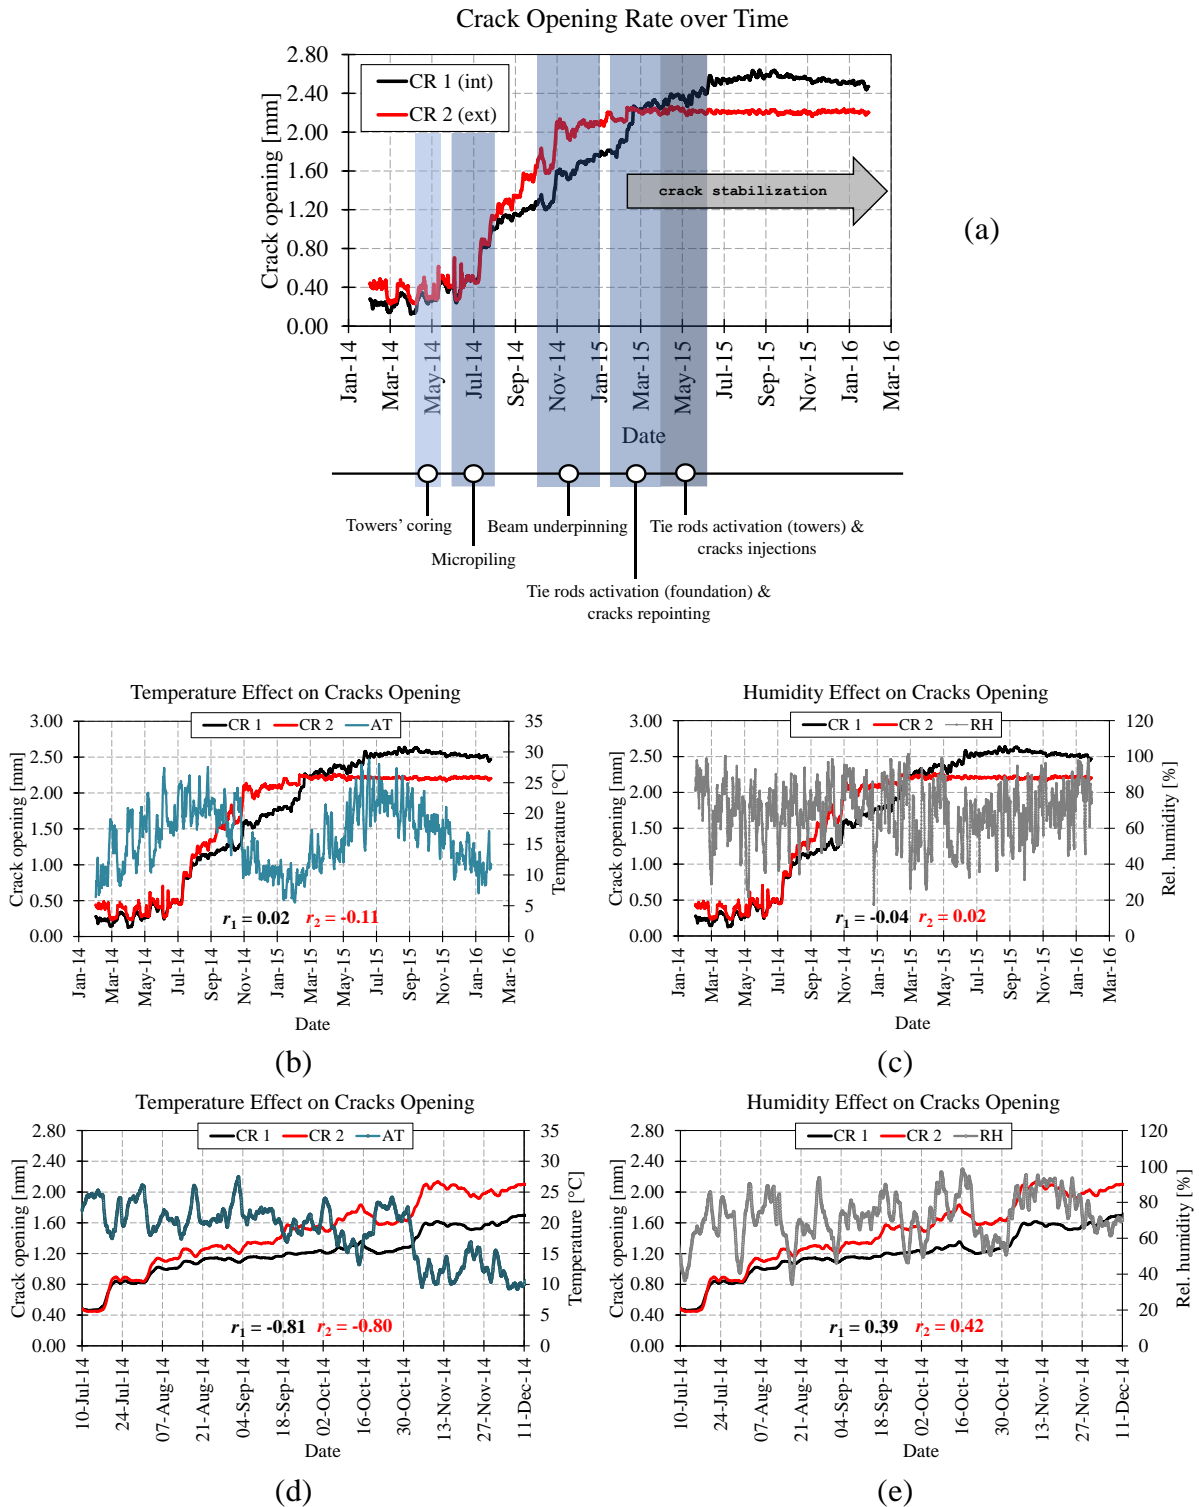 Crack Opening Rate over Time
Crack opening [mm]
2.80
2.40
2.00
1.60
1.20
0.80
0.40
0.00
CR 1 (int)
CR 2 (ext)
crack stabilization
(a)
Jan-14
Mar-14
May-14
Jul-14
Sep-14
Nov-14
Jan-15
Mar-15
May-15
Jul-15
Sep-15
Nov-15
Jan-16
Mar-16
Date
Towers' coring
Micropiling
Beam underpinning
Tie rods activation (foundation) &
cracks repointing
Tie rods activation (towers) &
cracks injections
Temperature Effect on Cracks Opening
Crack opening [mm]
3.00
2.50
2.00
1.50
1.00
0.50
0.00
CR 1 CR 2 AT
r1 = 0.02 r2 = -0.11
35
30
25
20
15
10
5
0
Temperature [°C]
Jan-14
Mar-14
May-14
Jul-14
Sep-14
Nov-14
Jan-15
Mar-15
May-15
Jul-15
Sep-15
Nov-15
Jan-16
Mar-16
Date
(b)
Humidity Effect on Cracks Opening
Crack opening [mm]
3.00
2.50
2.00
1.50
1.00
0.50
0.00
CR 1 CR 2 RH
r1 = -0.04 r2 = 0.02
120
100
80
60
40
20
0
Rel. humidity [%]
Jan-14
Mar-14
May-14
Jul-14
Sep-14
Nov-14
Jan-15
Mar-15
May-15
Jul-15
Sep-15
Nov-15
Jan-16
Mar-16
Date
(c)
Temperature Effect on Cracks Opening
Crack opening [mm]
2.80
2.40
2.00
1.60
1.20
0.80
0.40
0.00
CR 1 CR 2 AT
r1 = -0.81 r2 = -0.80
35
30
25
20
15
10
5
0
Temperature [°C]
10-Jul-14
24-Jul-14
07-Aug-14
21-Aug-14
04-Sep-14
18-Sep-14
02-Oct-14
16-Oct-14
30-Oct-14
13-Nov-14
27-Nov-14
11-Dec-14
Date
(d)
Humidity Effect on Cracks Opening
Crack opening [mm]
2.80
2.40
2.00
1.60
1.20
0.80
0.40
0.00
CR 1 CR 2 RH
r1 = 0.39 r2 = 0.42
120
100
80
60
40
20
0
Rel. humidity [%]
10-Jul-14
24-Jul-14
07-Aug-14
21-Aug-14
04-Sep-14
18-Sep-14
02-Oct-14
16-Oct-14
30-Oct-14
13-Nov-14
27-Nov-14
11-Dec-14
Date
(e)